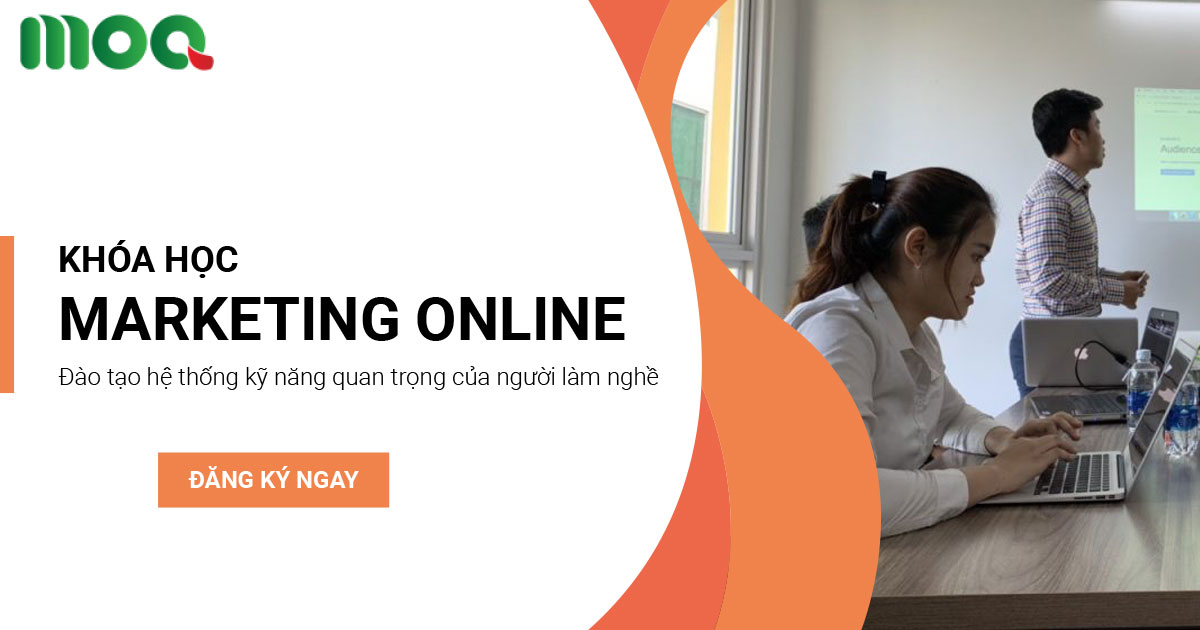 moq
KHÓA HỌC
MARKETING ONLINE
Đào tạo hệ thống kỹ năng quan trọng của người làm nghề
ĐĂNG KÝ NGAY
Audience